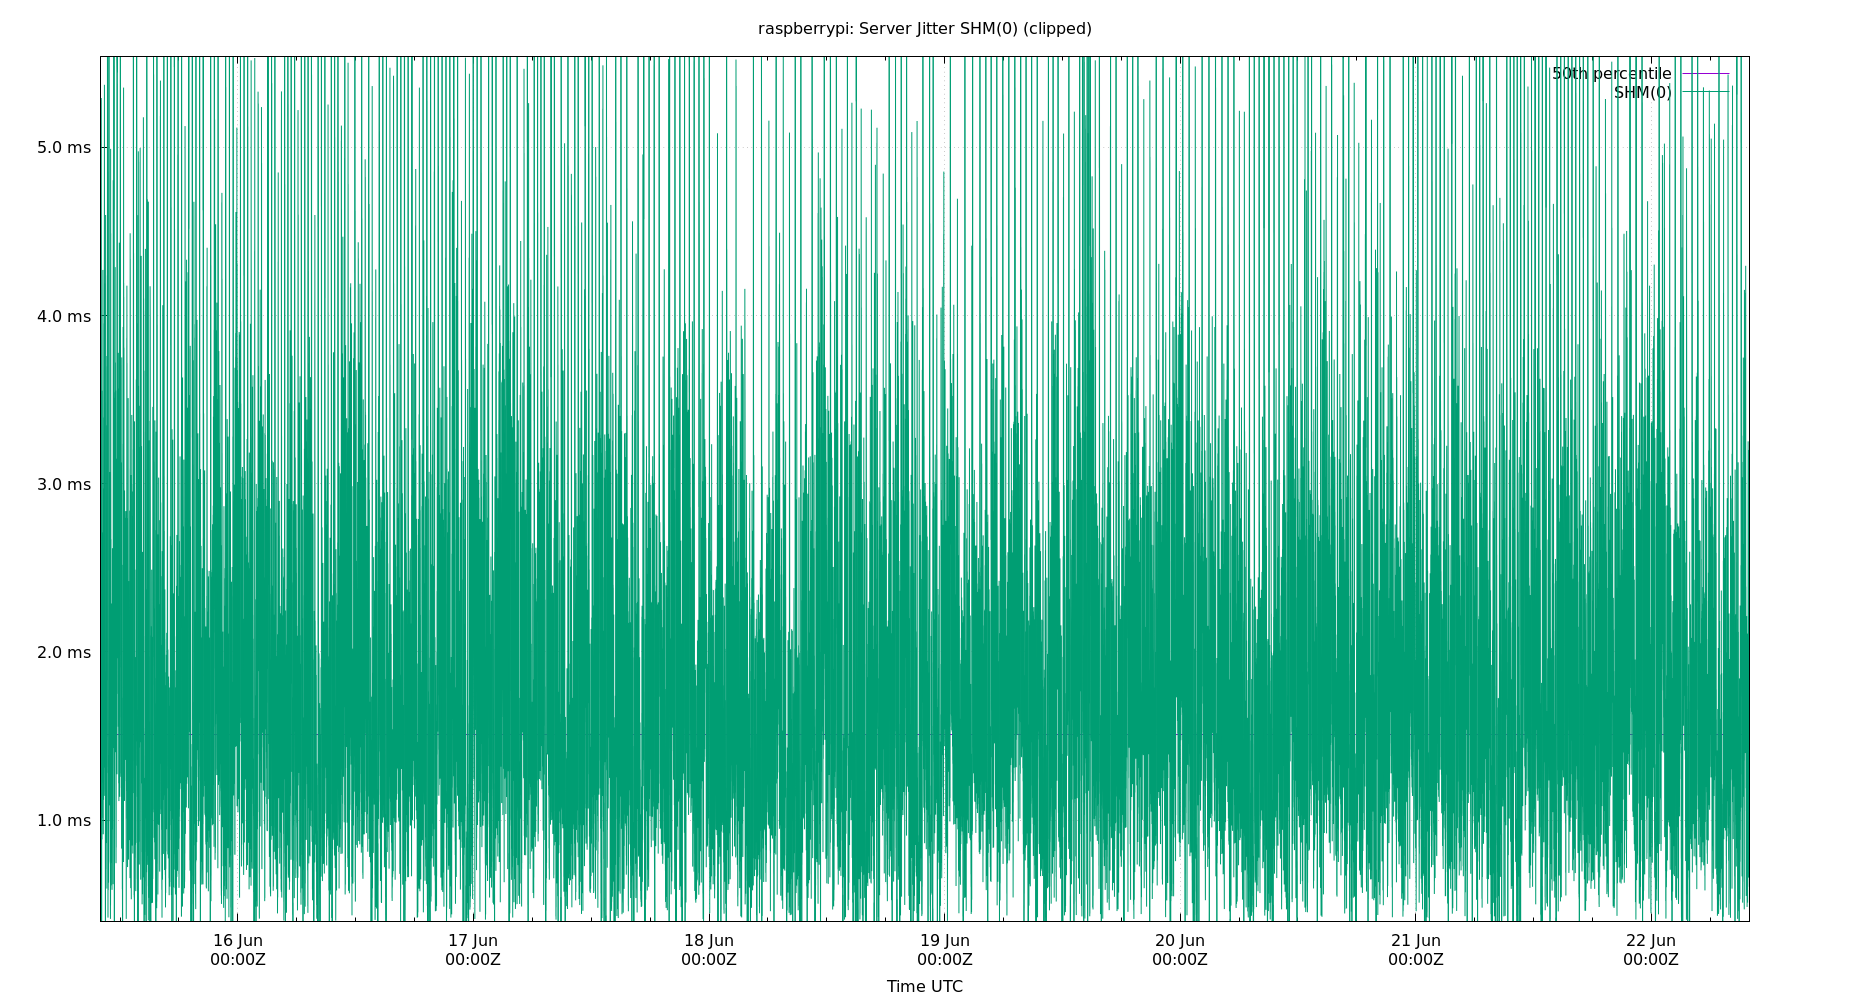 raspberrypi: Server Jitter SHM(0) (clipped)
50th percentile
SHM(0)
5.0 ms
4.0 ms
3.0 ms
2.0 ms
1.0 ms
16 Jun 17 Jun 18 Jun 19 Jun 20 Jun 21 Jun 22 Jun
00:00Z 00:00Z 00:00Z 00:00Z 00:00Z 00:00Z 00:00Z
Time UTC